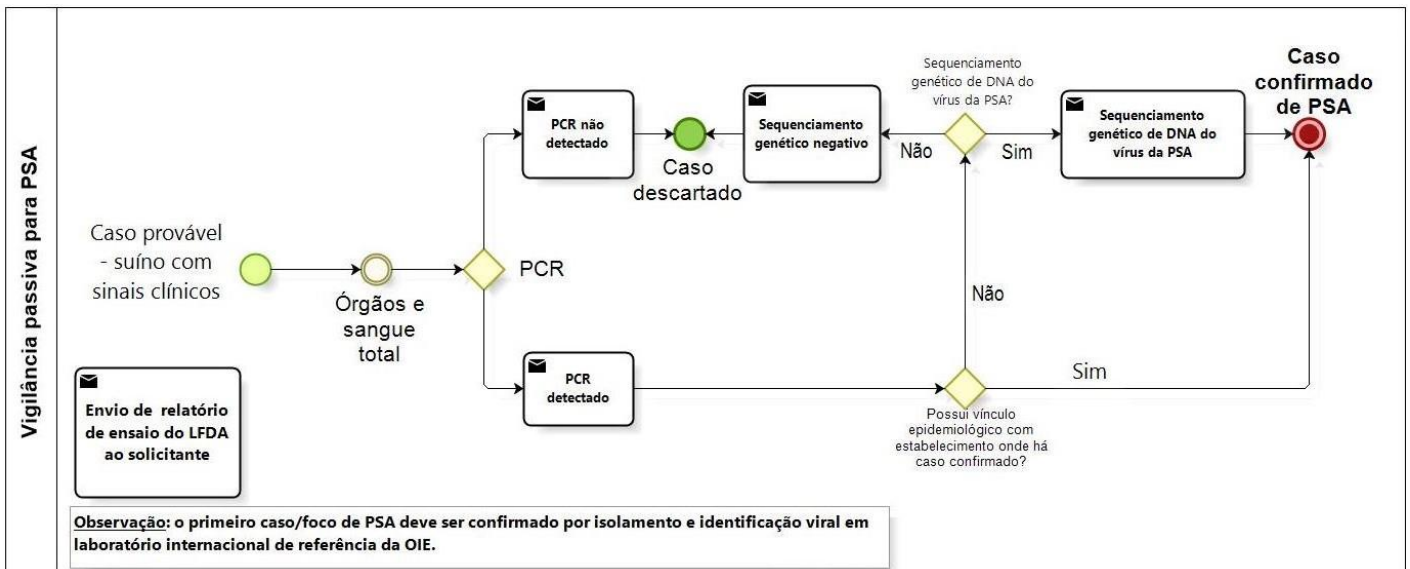 Vigilância passiva para PSA
Caso provável
- suíno com
sinais clínicos
Órgãos e
sangue
total
PCR
PCR não
detectado
Caso
descartado
Sequenciamento
genético negativo
Não
Sequenciamento
genético de DNA do
vírus da PSA?
Sim
Sequenciamento
genético de DNA do
vírus da PSA
Caso
confirmado
de PSA
Não
PCR
detectado
Sim
Possui vínculo
epidemiológico com
estabelecimento onde há
caso confirmado?
Envio de relatório
de ensaio do LFDA
ao solicitante
Observação: o primeiro caso/foco de PSA deve ser confirmado por isolamento e identificação viral em
laboratório internacional de referência da OIE.